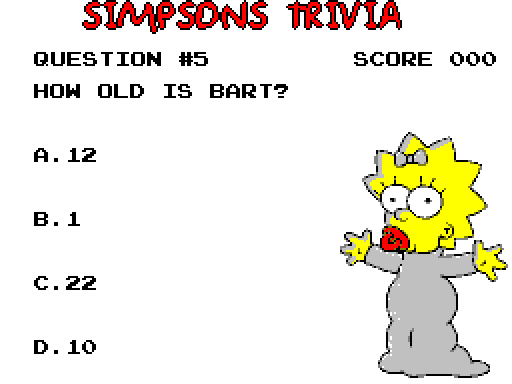 SIMPSONS TRIVIA
QUESTION #5 SCORE 000
HOW OLD IS BART?
A.12
B.1
C.22
D.10